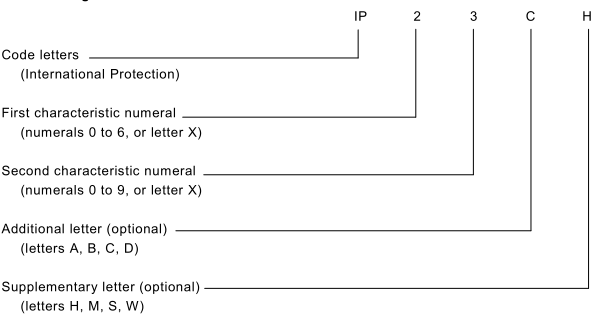 IP 2 3 C H
Code letters
(International Protection)
First characteristic numeral
(numerals 0 to 6, or letter X)
Second characteristic numeral
(numerals 0 to 9, or letter X)
Additional letter (optional)
(letters A, B, C, D)
Supplementary letter (optional)
(letters H, M, S, W)